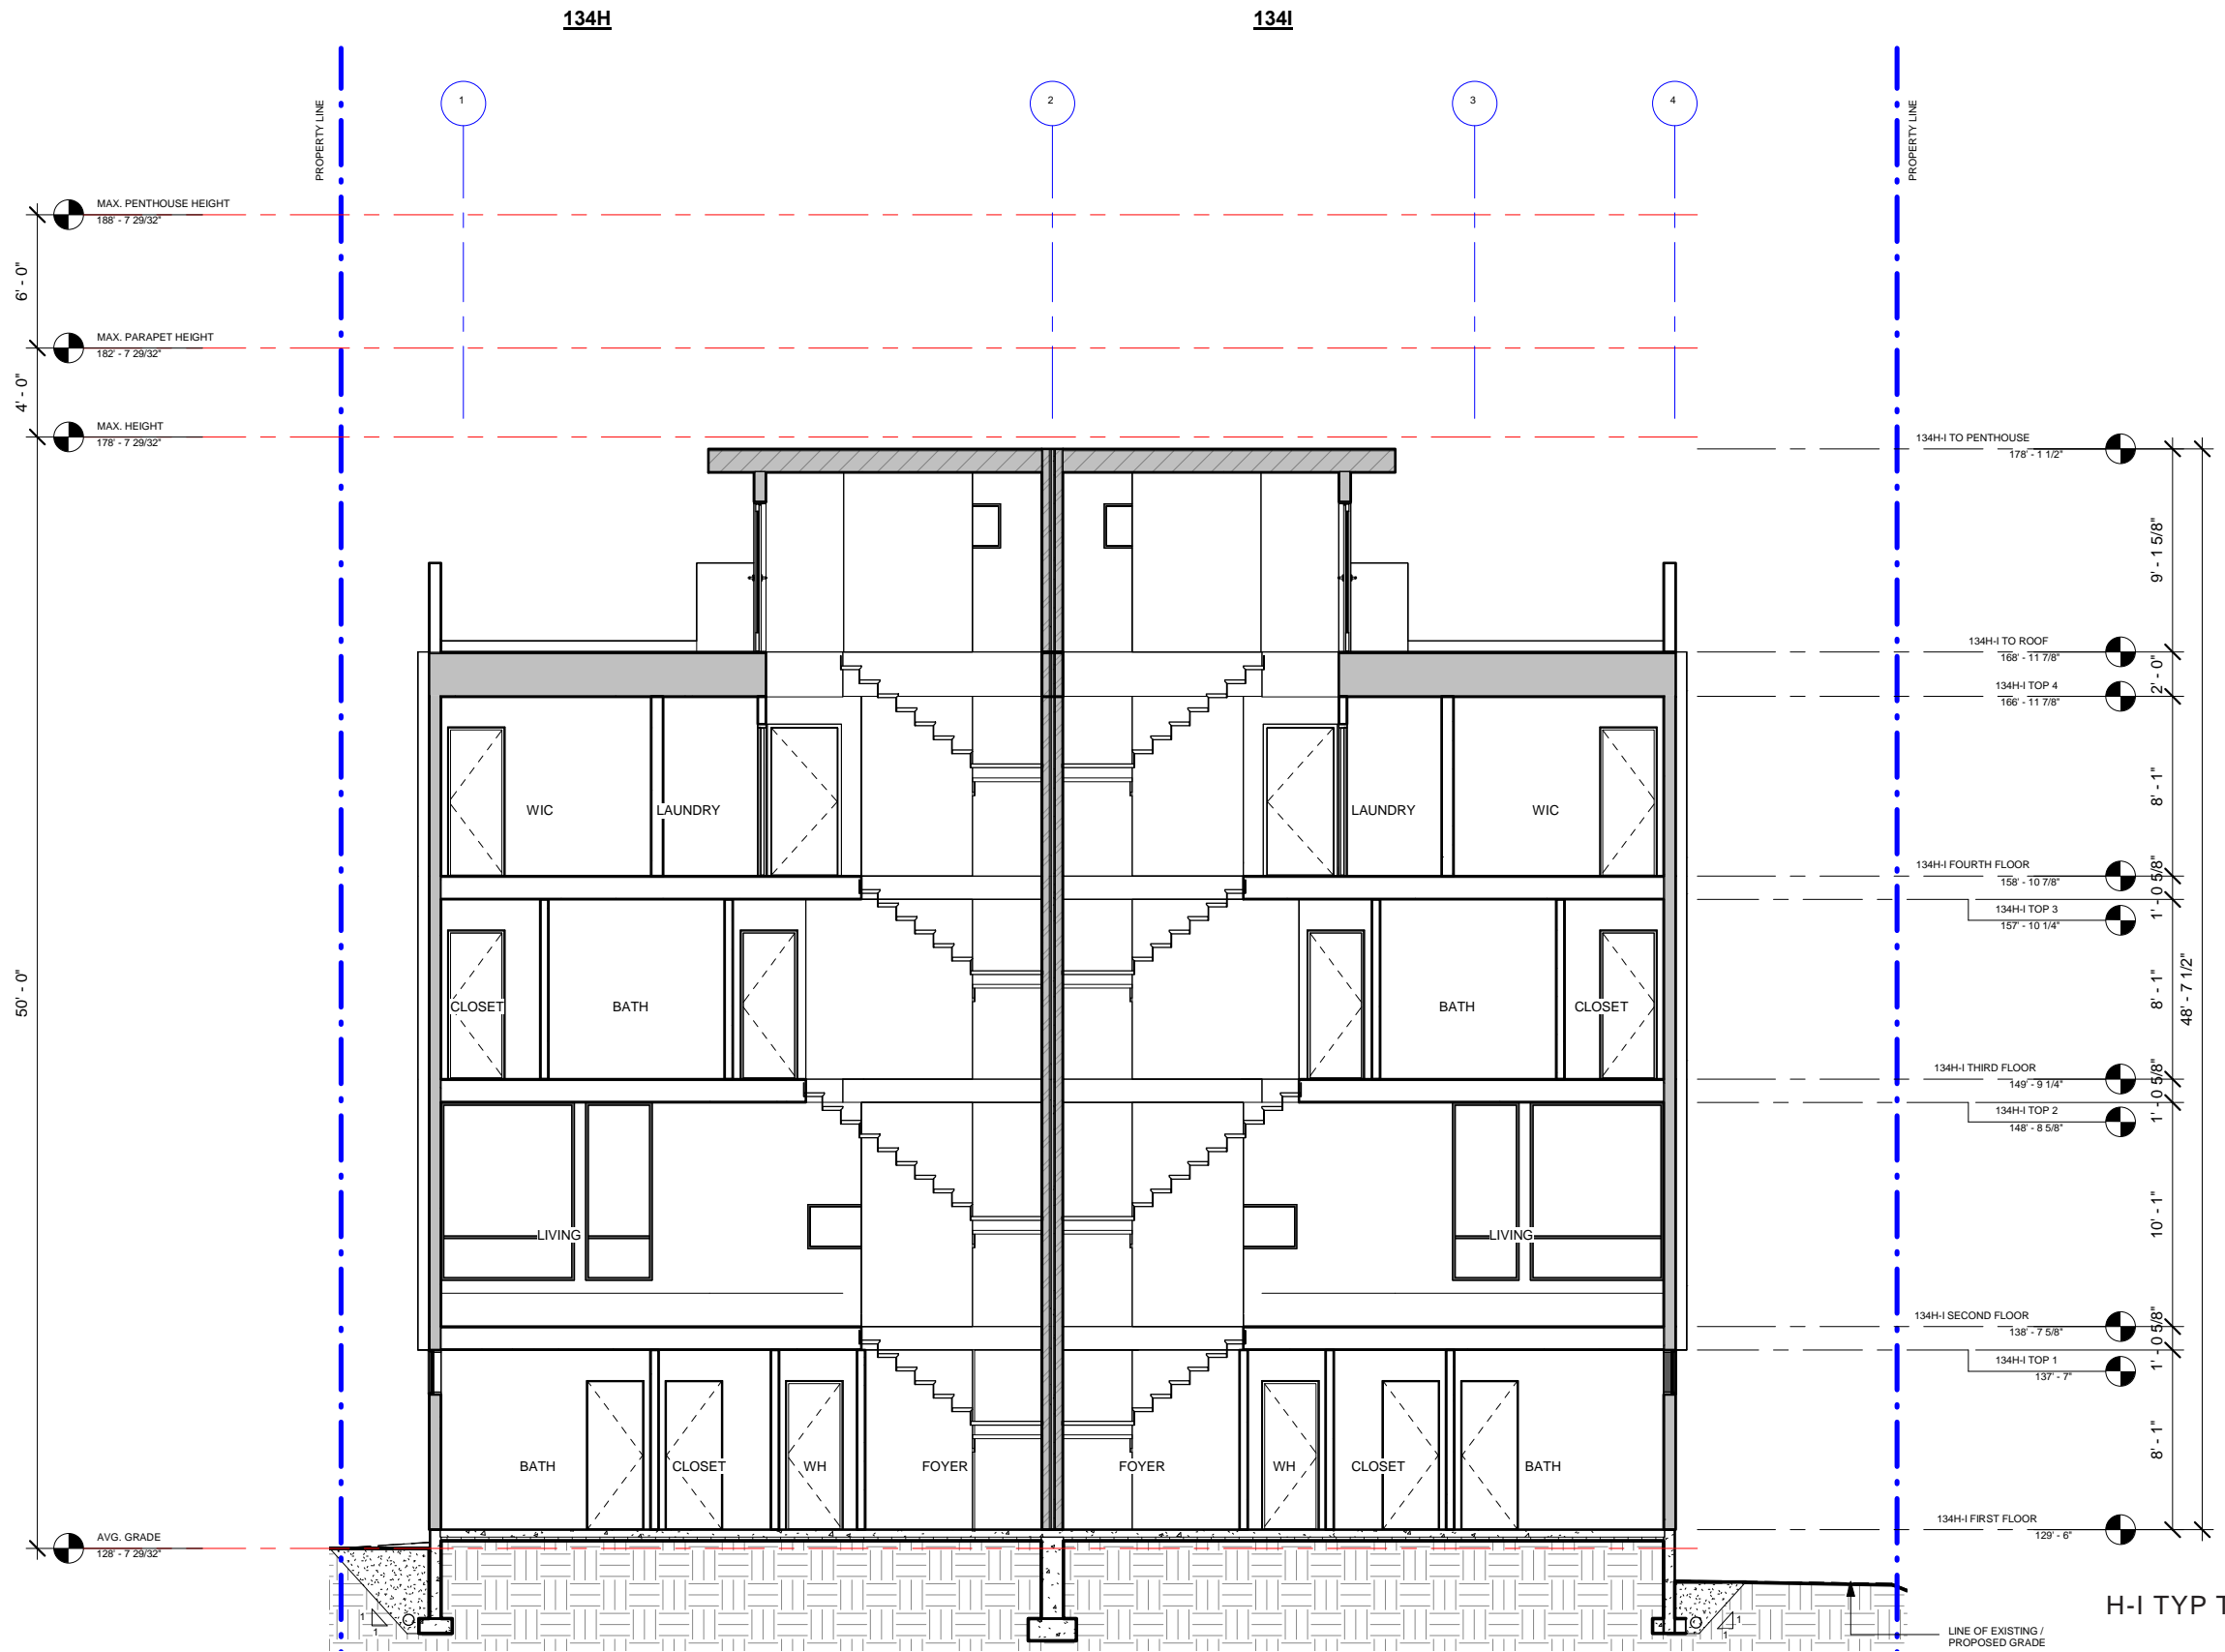 134H
134I
PROPERTY LINE
1
2
3
4
PROPERTY LINE
MAX. PENTHOUSE HEIGHT
188' - 7 29/32"
6' - 0"
MAX. PARAPET HEIGHT
182' - 7 29/32"
4' - 0"
MAX. HEIGHT
178' - 7 29/32"
50' - 0"
AVG. GRADE
128' - 7 29/32"
WIC
LAUNDRY
LAUNDRY
WIC
CLOSET
BATH
BATH
CLOSET
LIVING
LIVING
BATH
CLOSET
WH
FOYER
FOYER
WH
CLOSET
BATH
134H-I TO PENTHOUSE
178' - 1 1/2"
9' - 1 5/8"
134H-I TO ROOF
168' - 11 7/8"
2' - 0"
134H-I TOP 4
166' - 11 7/8"
8' - 1"
134H-I FOURTH FLOOR
158' - 10 7/8"
1' - 0 5/8"
134H-I TOP 3
157' - 10 1/4"
8' - 1"
48' - 7 1/2"
134H-I THIRD FLOOR
149' - 9 1/4"
1' - 0 5/8"
134H-I TOP 2
148' - 8 5/8"
10' - 1"
134H-I SECOND FLOOR
138' - 7 5/8"
1' - 0 5/8"
134H-I TOP 1
137' - 7"
8' - 1"
134H-I FIRST FLOOR
129' - 6"
1
1
1
1
H-I TYP T
LINE OF EXISTING /
PROPOSED GRADE